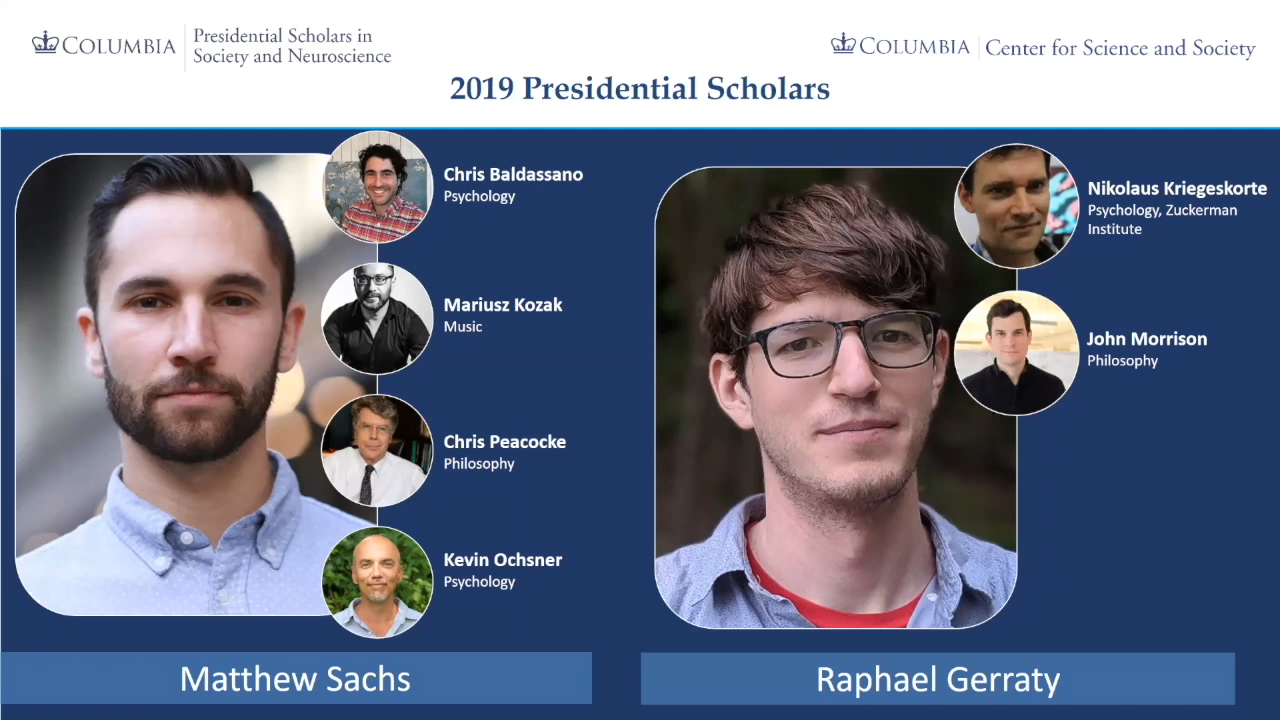 COLUMBIA
Presidential Scholars in
Society and Neuroscience
COLUMBIA
Center for Science and Society
2019 Presidential Scholars
Chris Baldassano
Psychology
Mariusz Kozak
Music
Chris Peacocke
Philosophy
Kevin Ochsner
Psychology
Matthew Sachs
Nikolaus Kriegeskorte
Psychology, Zuckerman
Institute
John Morrison
Philosophy
Raphael Gerraty